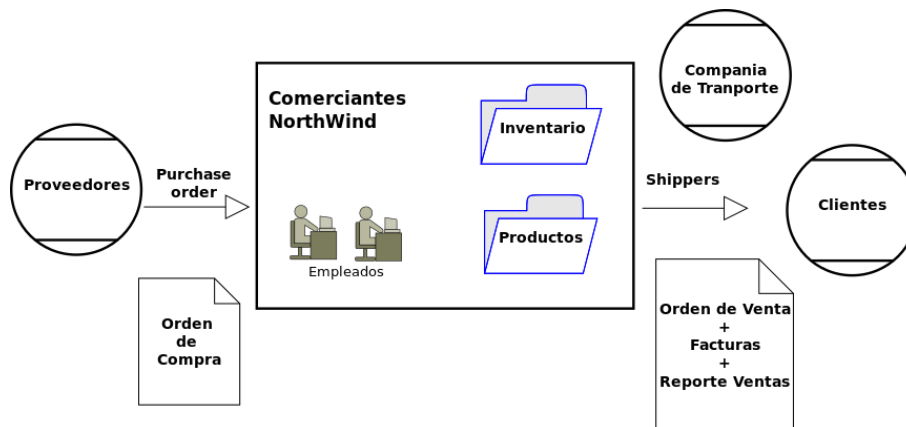 Proveedores
Purchase
order
Orden
de
Compra
Comerciantes
NorthWind
Empleados
Inventario
Productos
Compania
de Tranporte
Shippers
Clientes
Orden de Venta
+
Facturas
+
Reporte Ventas